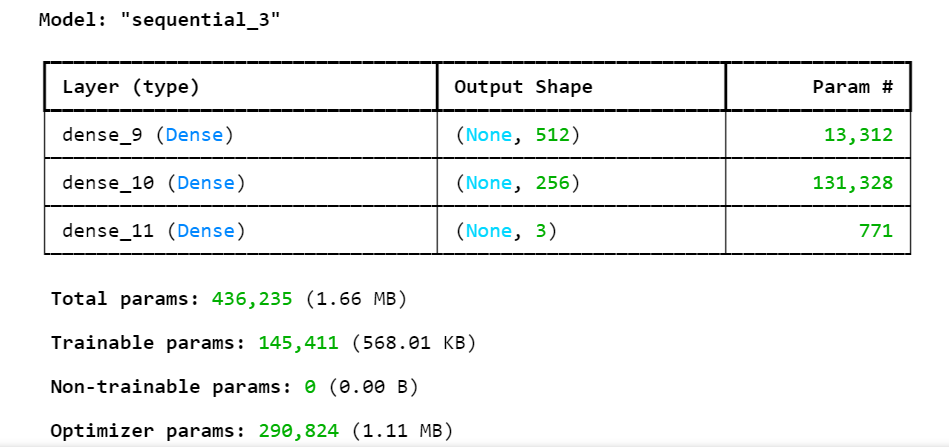 Model: "sequential_3"
Layer (type) Output Shape Param #
dense_9 (Dense) (None, 512) 13,312
dense_10 (Dense) (None, 256) 131,328
dense_11 (Dense) (None, 3) 771
Total params: 436,235 (1.66 MB)
Trainable params: 145,411 (568.01 KB)
Non-trainable params: 0 (0.00 B)
Optimizer params: 290,824 (1.11 MB)